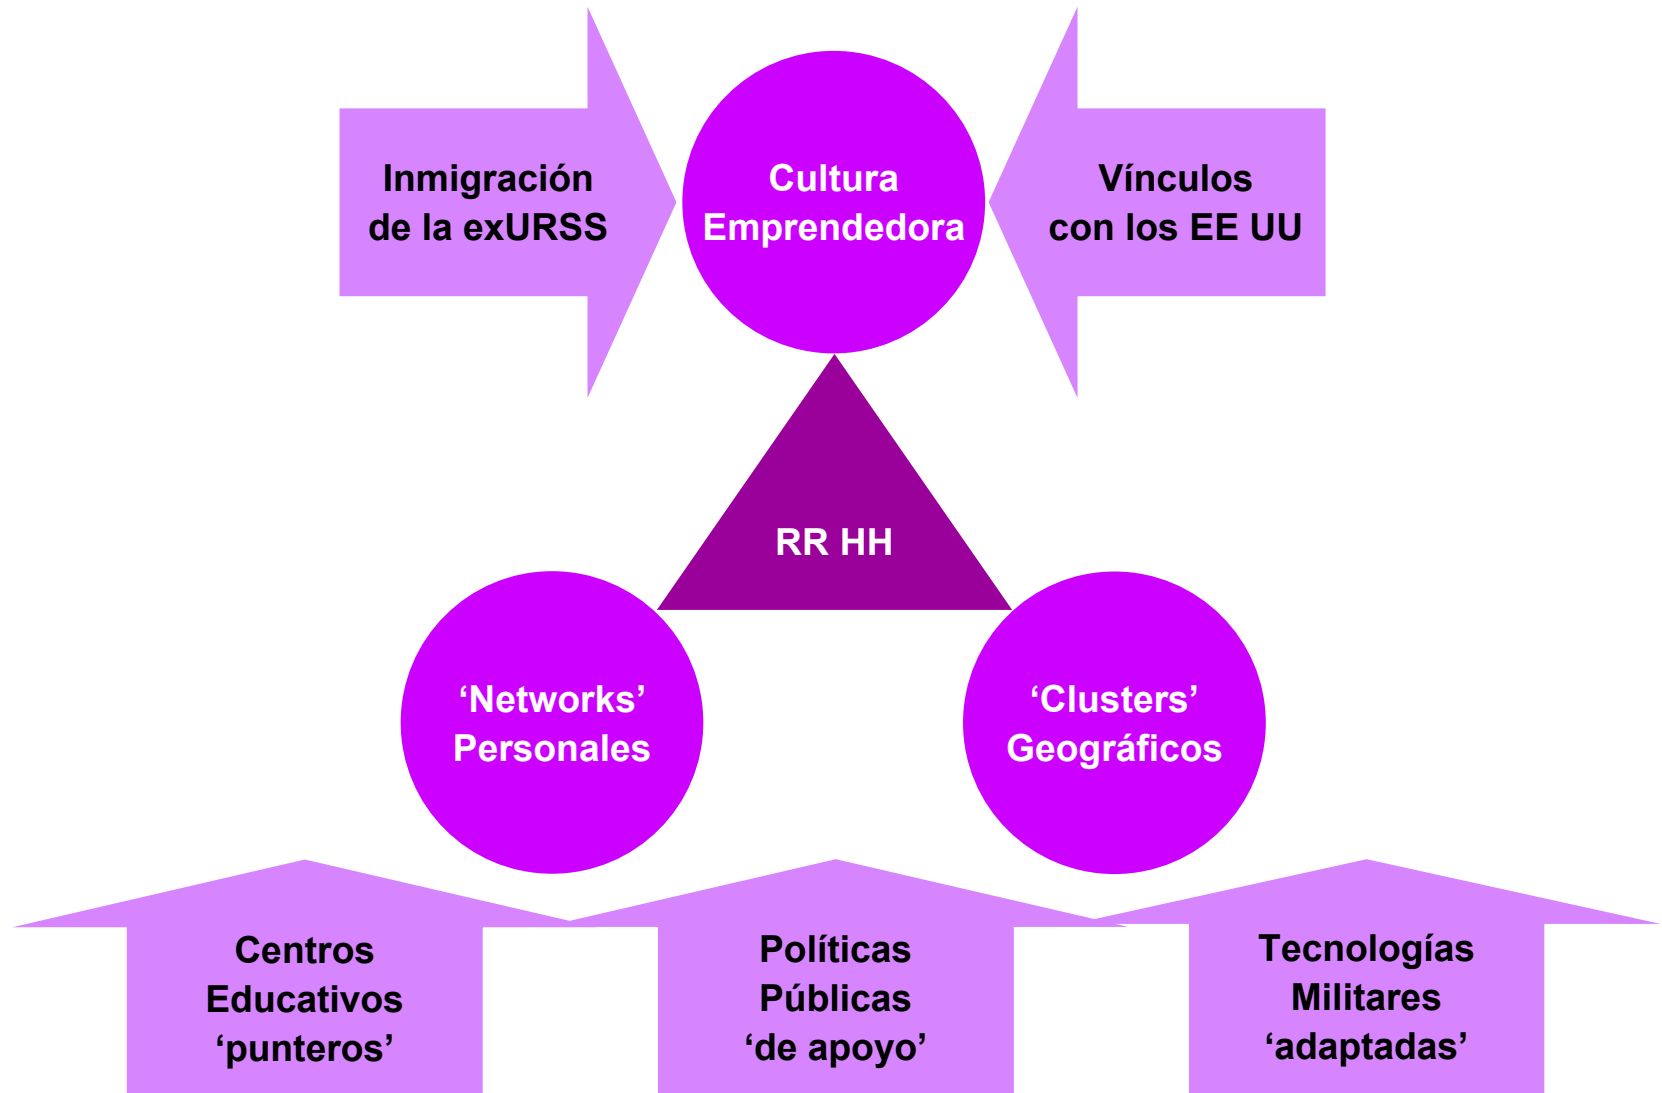 Inmigración
de la exURSS
Cultura
Emprendedora
Vínculos
con los EE UU
RR HH
‘Networks’
Personales
‘Clusters’
Geográficos
Centros
Educativos
‘punteros’
Políticas
Públicas
‘de apoyo’
Tecnologías
Militares
‘adaptadas’